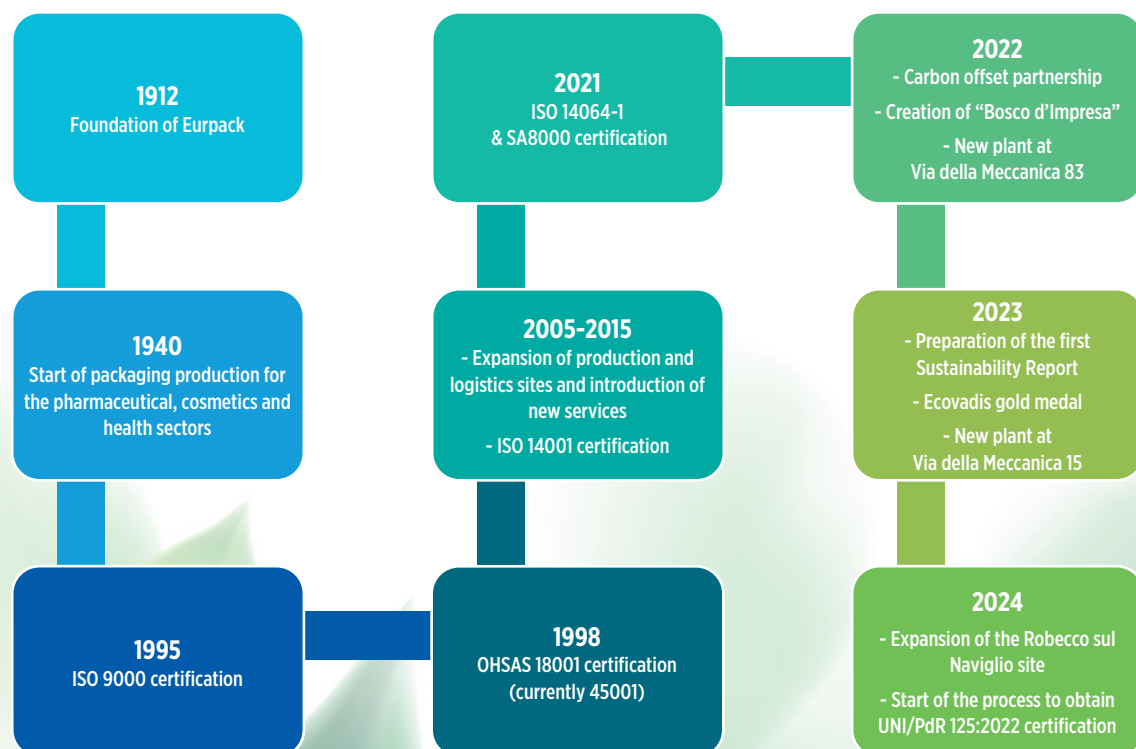 1912
Foundation of Eurpack
1940
Start of packaging production for
the pharmaceutical, cosmetics and
health sectors
1995
ISO 9000 certification
1998
OHSAS 18001 certification
(currently 45001)
2005-2015
- Expansion of production and
logistics sites and introduction of
new services
- ISO 14001 certification
2021
ISO 14064-1
& SA8000 certification
2022
- Carbon offset partnership
- Creation of “Bosco d’Impresa”
- New plant at
Via della Meccanica 83
2023
- Preparation of the first
Sustainability Report
- Ecovadis gold medal
- New plant at
Via della Meccanica 15
2024
- Expansion of the Robecco sul
Naviglio site
- Start of the process to obtain
UNI/PdR 125:2022 certification